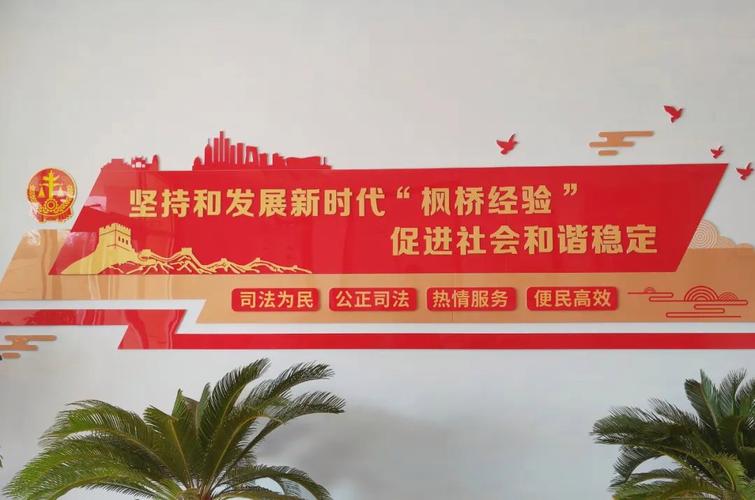 坚持和发展新时代“枫桥经验”
促进社会和谐稳定
司法为民 公正司法 热情服务 便民高效